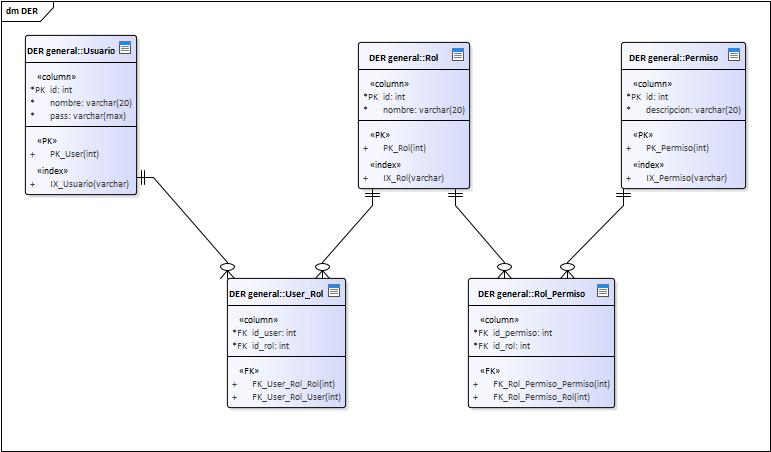 dm DER
DER general::Usuario
«column»
*PK id: int
* nombre: varchar(20)
* pass: varchar(max)
«PK»
+ PK_User(int)
«index»
+ IX_Usuario(varchar)
DER general::Rol
«column»
*PK id: int
* nombre: varchar(20)
«PK»
+ PK_Rol(int)
«index»
+ IX_Rol(varchar)
DER general::Permiso
«column»
*PK id: int
* descripcion: varchar(20)
«PK»
+ PK_Permiso(int)
«index»
+ IX_Permiso(varchar)
DER general::User_Rol
«column»
*FK id_user: int
*FK id_rol: int
«FK»
+ FK_User_Rol_Rol(int)
+ FK_User_Rol_User(int)
DER general::Rol_Permiso
«column»
*FK id_permiso: int
*FK id_rol: int
«FK»
+ FK_Rol_Permiso_Permiso(int)
+ FK_Rol_Permiso_Rol(int)